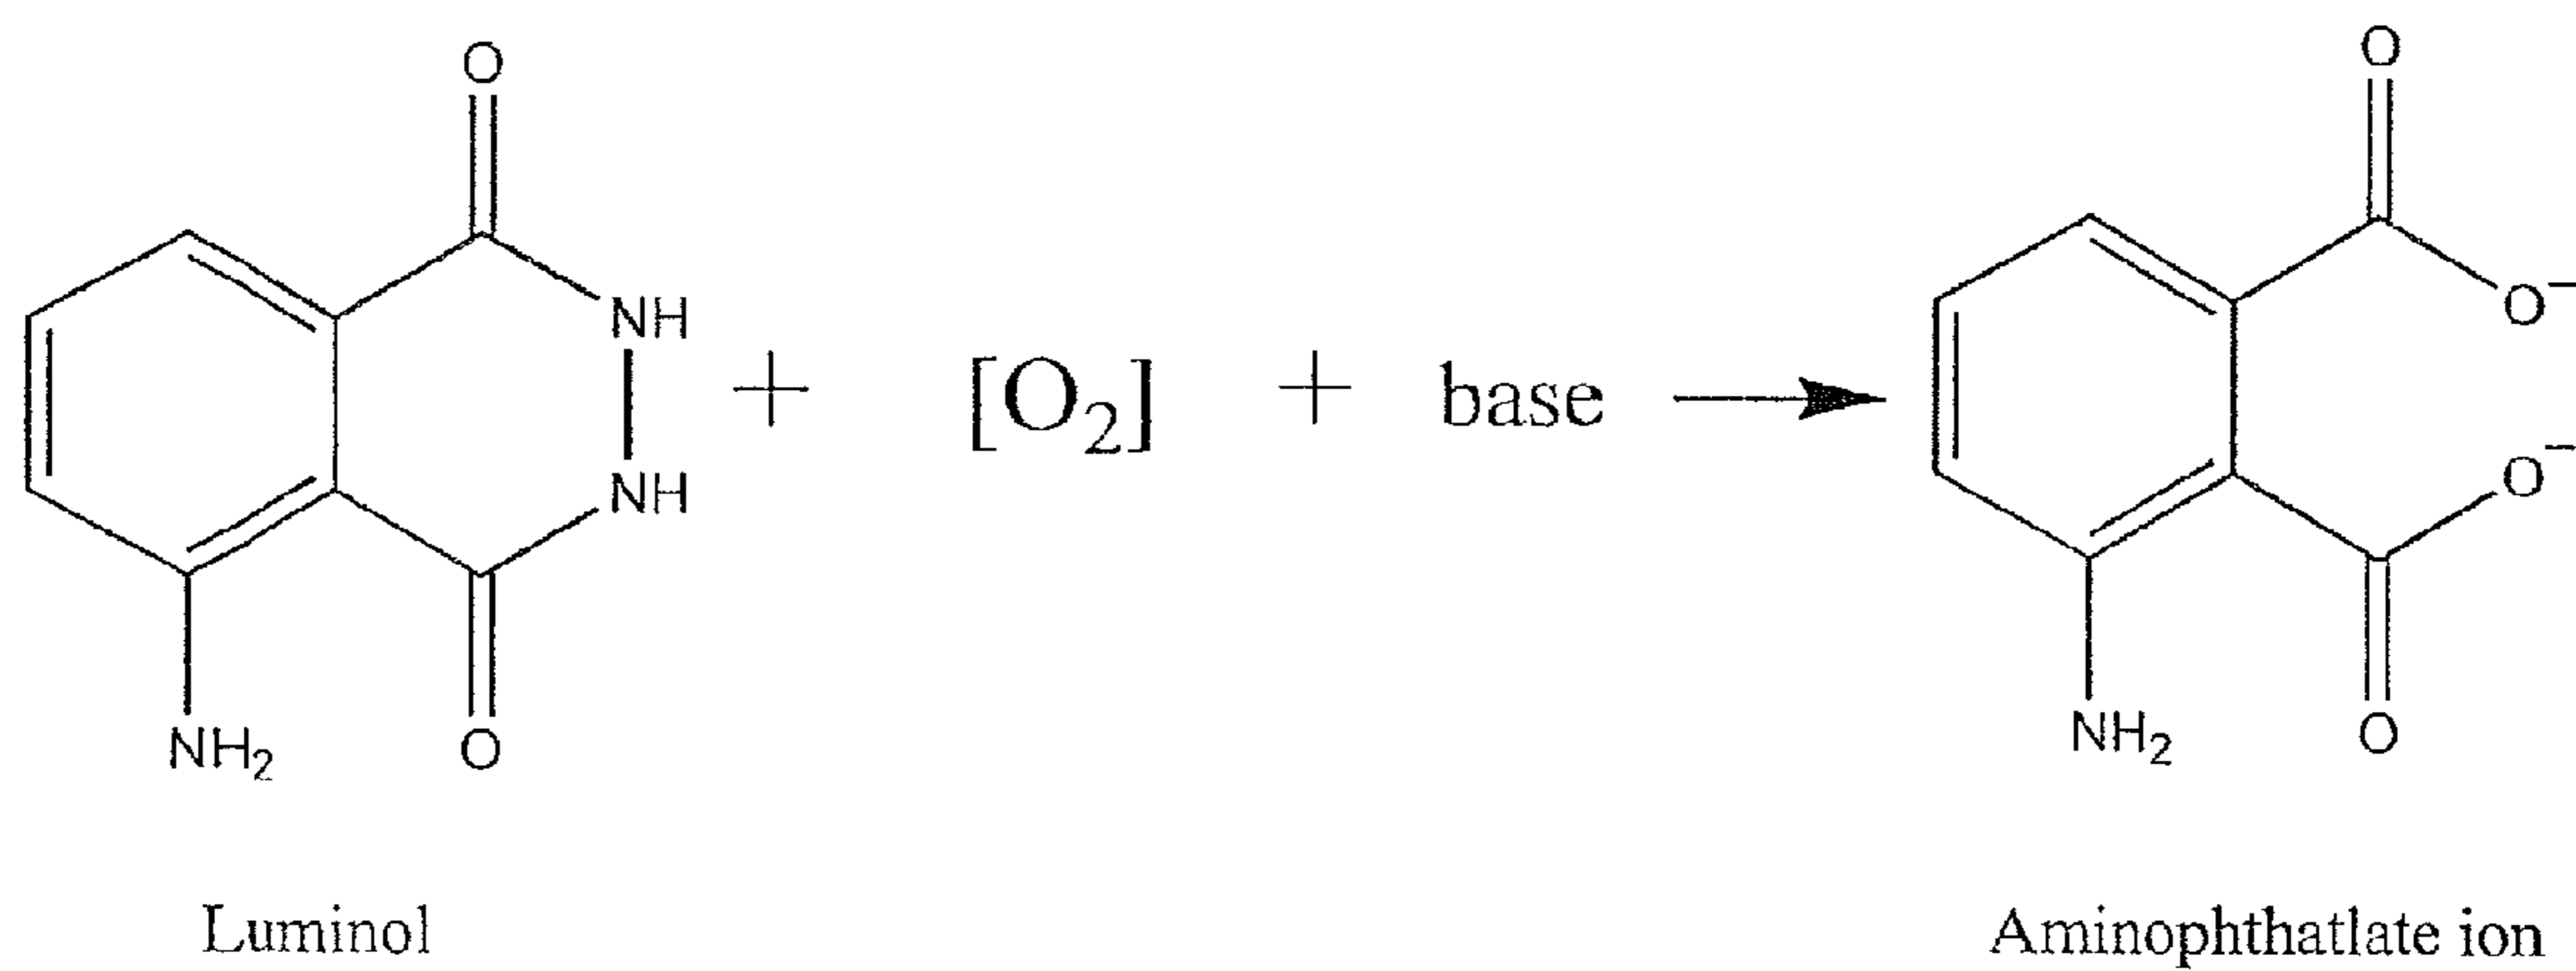 O
O
NH
O⁻
+ [O₂] + base
NH
O⁻
NH₂
O
NH₂
O
Luminol
Aminophthatlate ion